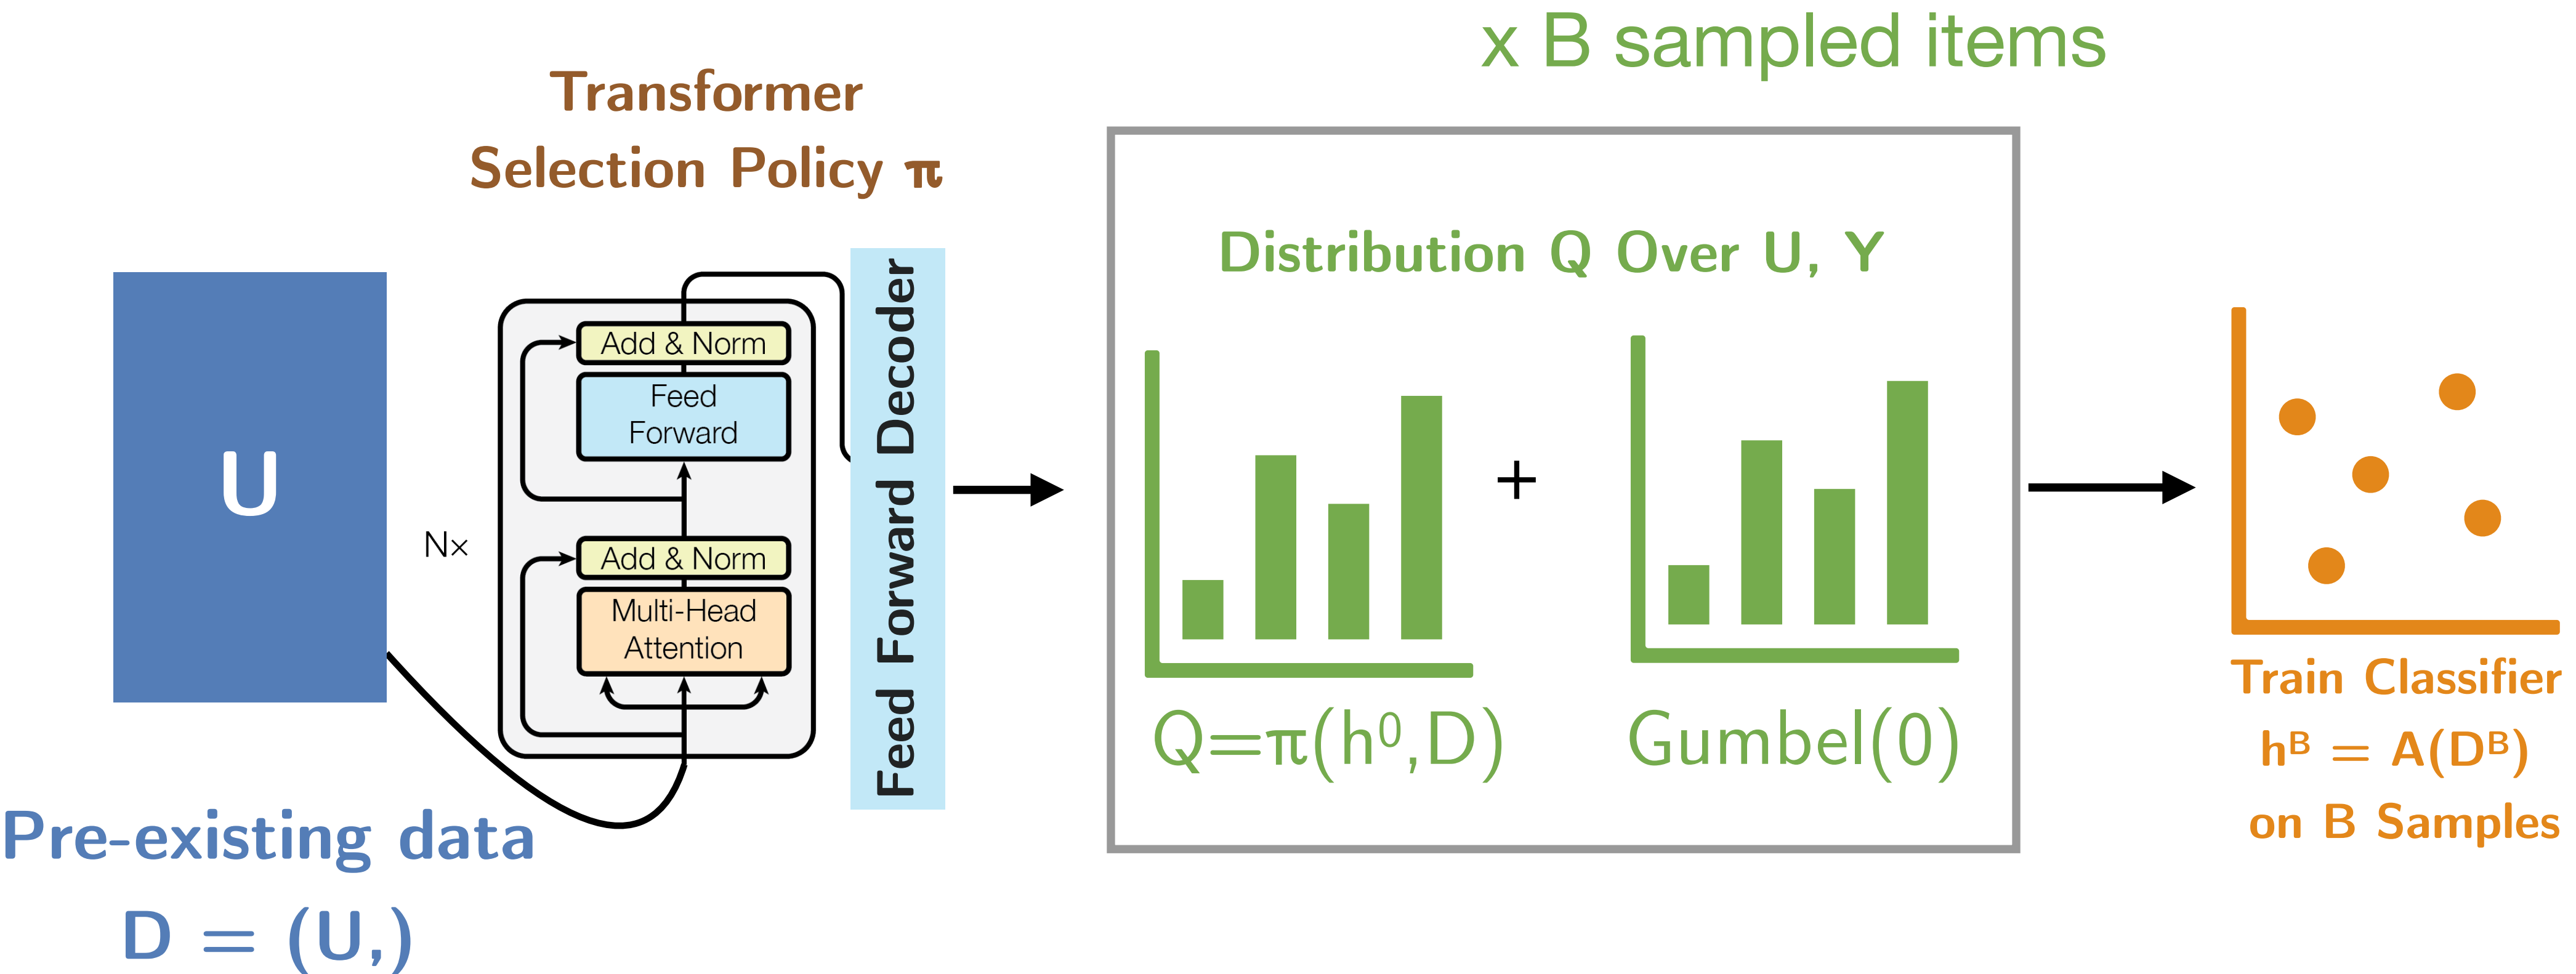 x B sampled items
Transformer
Selection Policy π
Distribution Q Over U, Y
U
N×
Add & Norm
Feed
Forward
Add & Norm
Multi-Head
Attention
Feed Forward Decoder
+
Q=π(h⁰,D)
Gumbel(0)
Train Classifier
hᴮ = A(Dᴮ)
on B Samples
Pre-existing data
D = (U,)